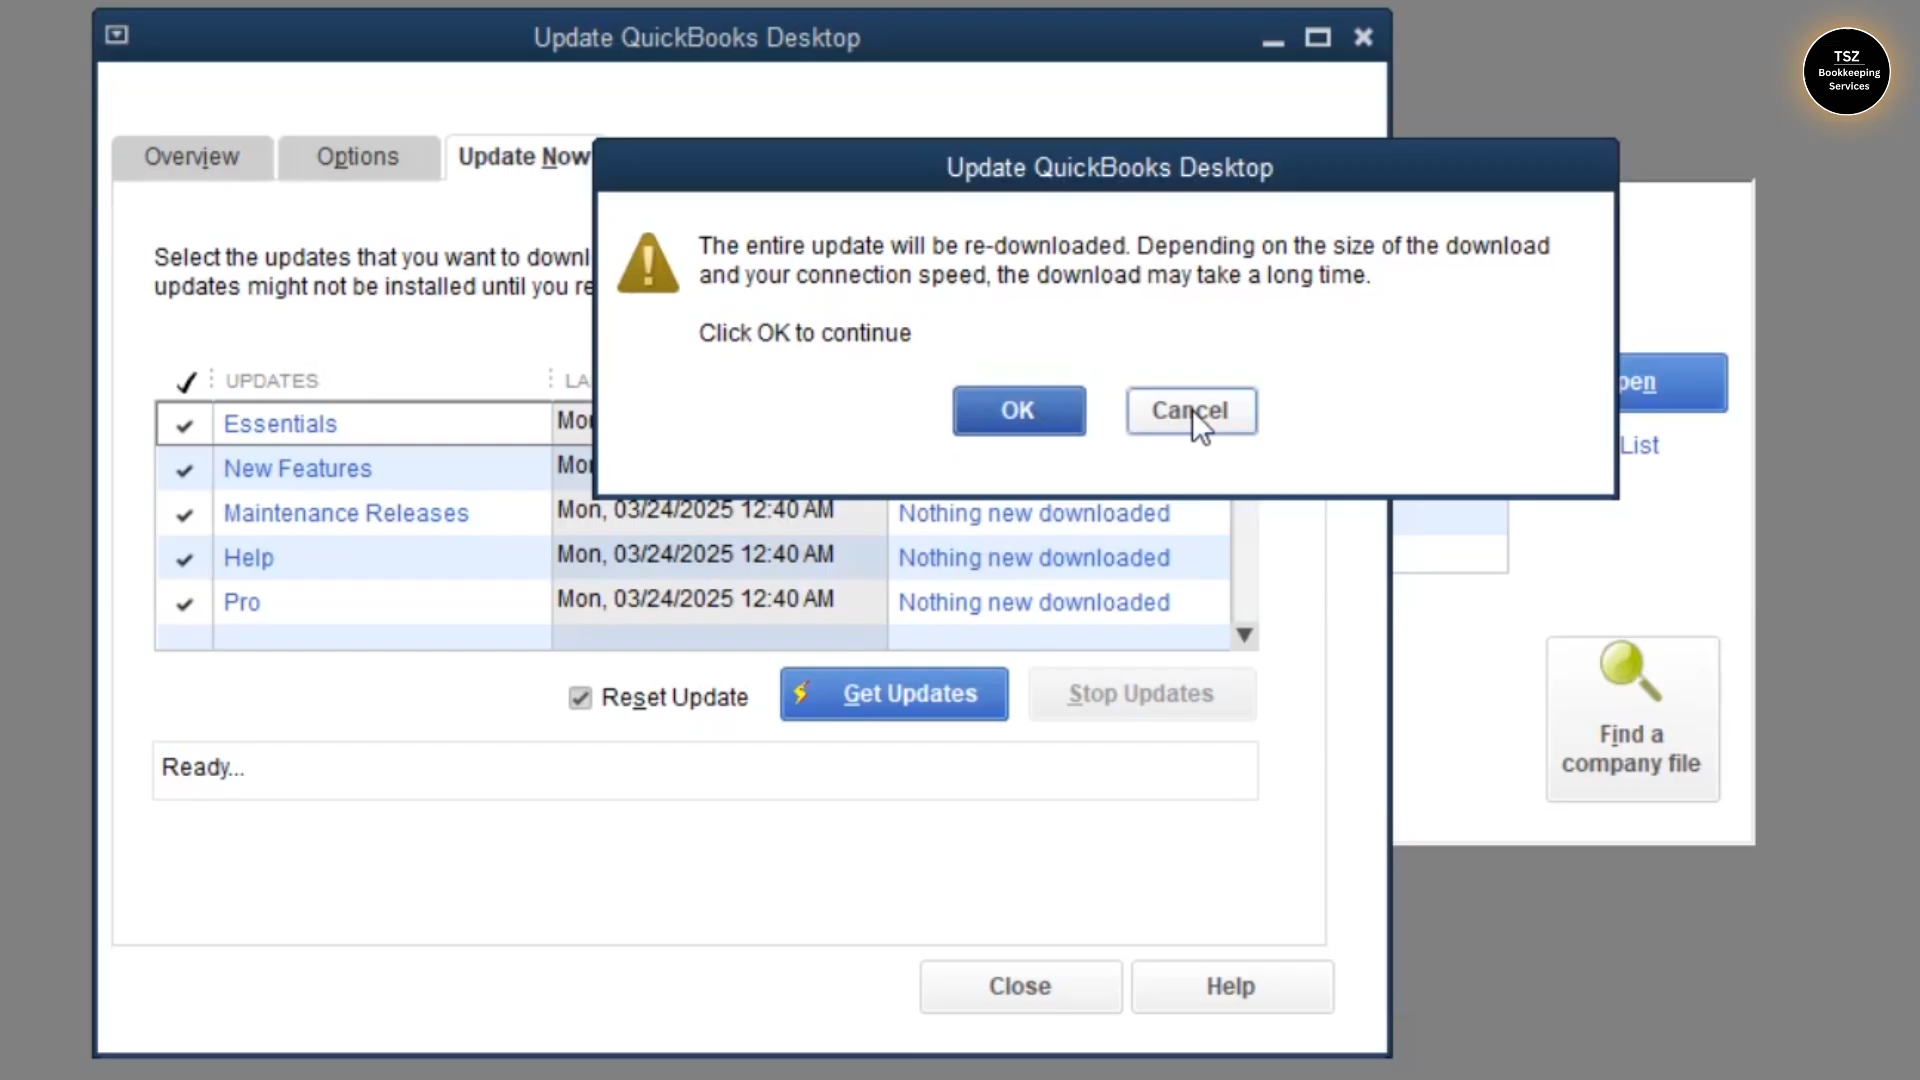 Update QuickBooks Desktop
TSZ
Bookkeeping
Services
Overview
Options
Update Now
Update QuickBooks Desktop
Select the updates that you want to downl
updates might not be installed until you re
The entire update will be re-downloaded. Depending on the size of the download
and your connection speed, the download may take a long time.
Click OK to continue
OK
Cancel
pen
List
UPDATES
LA
Essentials Mon
New Features Mon
Maintenance Releases Mon, 03/24/2025 12:40 AM Nothing new downloaded
Help Mon, 03/24/2025 12:40 AM Nothing new downloaded
Pro Mon, 03/24/2025 12:40 AM Nothing new downloaded
Reset Update
Get Updates
Stop Updates
Ready...
Find a
company file
Close
Help